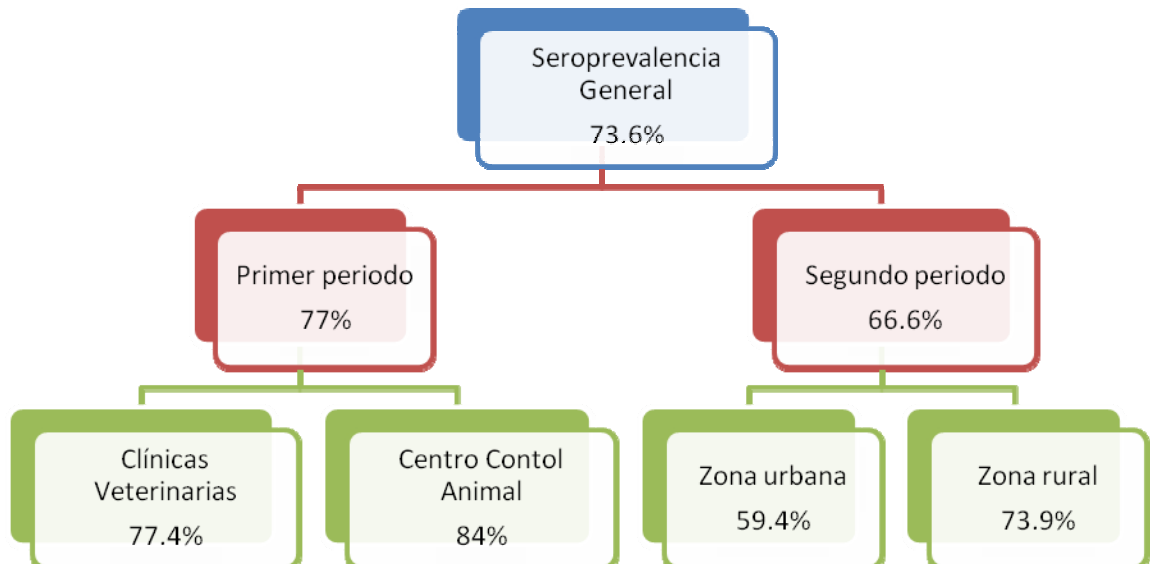 Seroprevalencia
General
73.6%
Primer periodo
77%
Segundo periodo
66.6%
Clínicas
Veterinarias
77.4%
Centro Contol
Animal
84%
Zona urbana
59.4%
Zona rural
73.9%